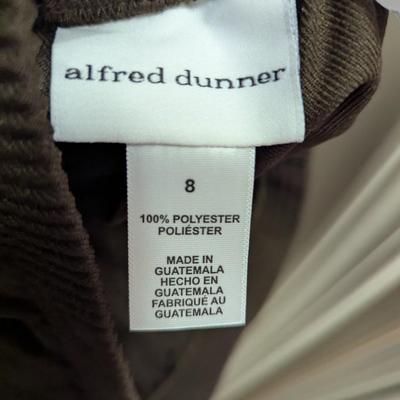 alfred dunner
8
100% POLYESTER
POLIÉSTER
MADE IN
GUATEMALA
HECHO EN
GUATEMALA
FABRIQUÉ AU
GUATEMALA